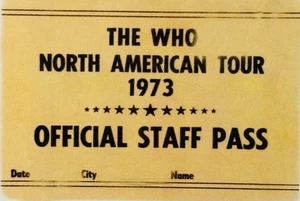 THE WHO
NORTH AMERICAN TOUR
1973
OFFICIAL STAFF PASS
Date City Name